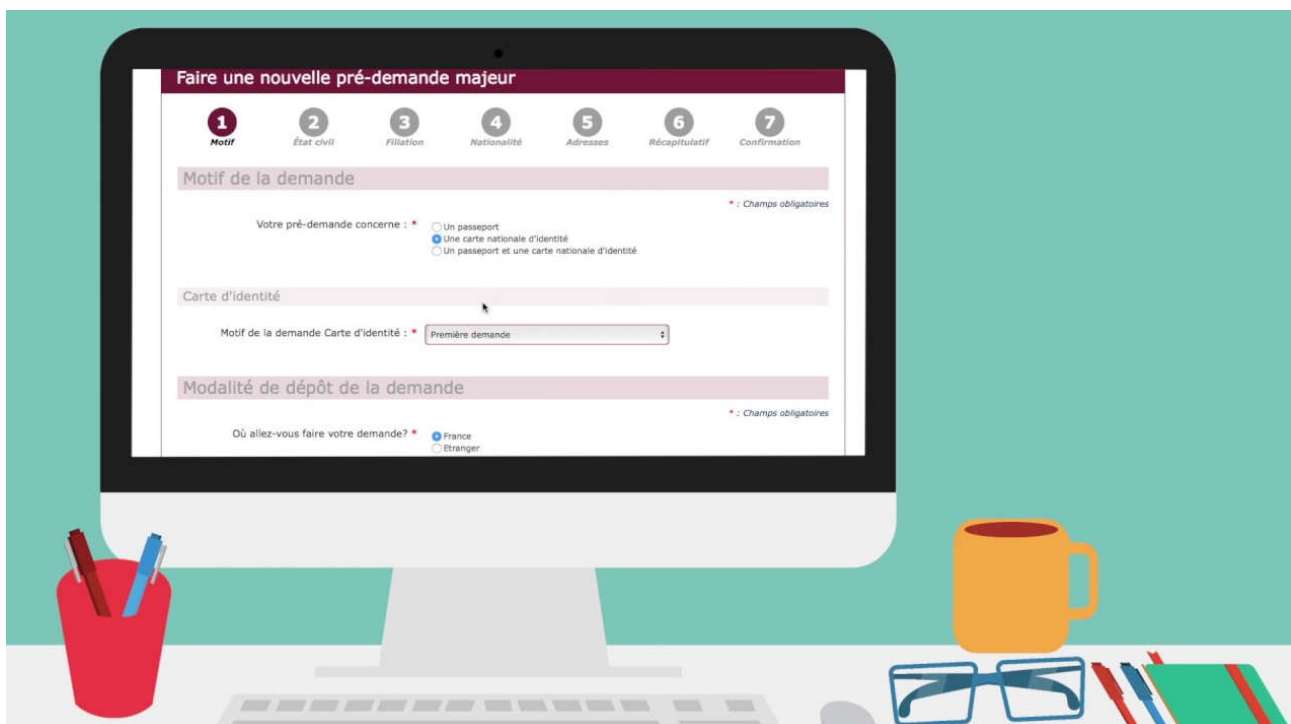 Faire une nouvelle pré-demande majeur
1 2 3 4 5 6 7
Motif État civil Filiation Nationalité Adresses Récapitulatif Confirmation
Motif de la demande
* : Champs obligatoires
Votre pré-demande concerne : * Un passeport
Une carte nationale d'identité
Un passeport et une carte nationale d'identité
Carte d'identité
Motif de la demande Carte d'identité : * Première demande
Modalité de dépôt de la demande
* : Champs obligatoires
Où allez-vous faire votre demande? * France
Etranger